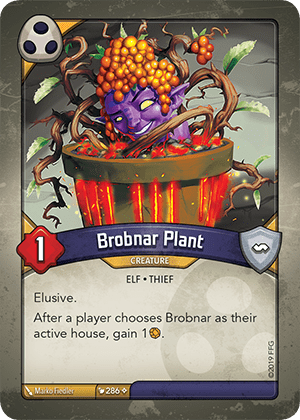 Brobnar Plant
CREATURE
1
ELF • THIEF
Elusive.
After a player chooses Brobnar as their
active house, gain 1.
Marko Fiedler
286
©2019 FFG